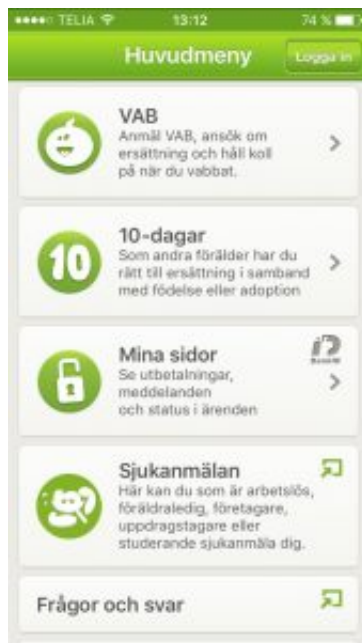 TELIA 13:12 74 %
Huvudmeny Logga in
VAB
Anmäl VAB, ansök om
ersättning och håll koll
på när du vabbat.
10
10-dagar
Som andra förälder har du
rätt till ersättning i samband
med födelse eller adoption
Mina sidor
Se utbetalningar,
meddelanden
och status i ärenden
Sjukanmälan
Här kan du som är arbetslös,
föräldraledig, företagare,
uppdragstagare eller
studerande sjukanmäla dig.
Frågor och svar